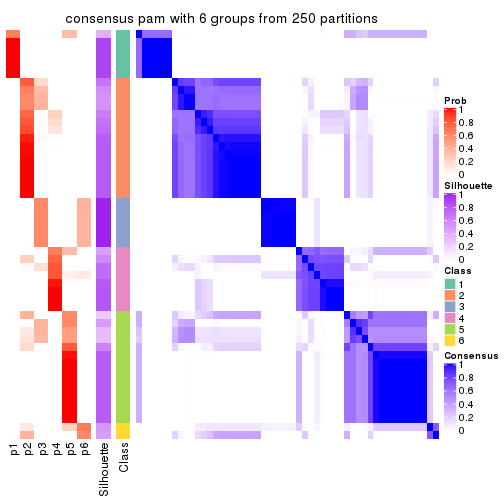 consensus pam with 6 groups from 250 partitions
Prob
1
0.8
0.6
0.4
0.2
0
Silhouette
1
0.8
0.6
0.4
0.2
0
Class
1
2
3
4
5
6
Consensus
1
0.8
0.6
0.4
0.2
0
p1
p2
p3
p4
p5
p6
Silhouette
Class